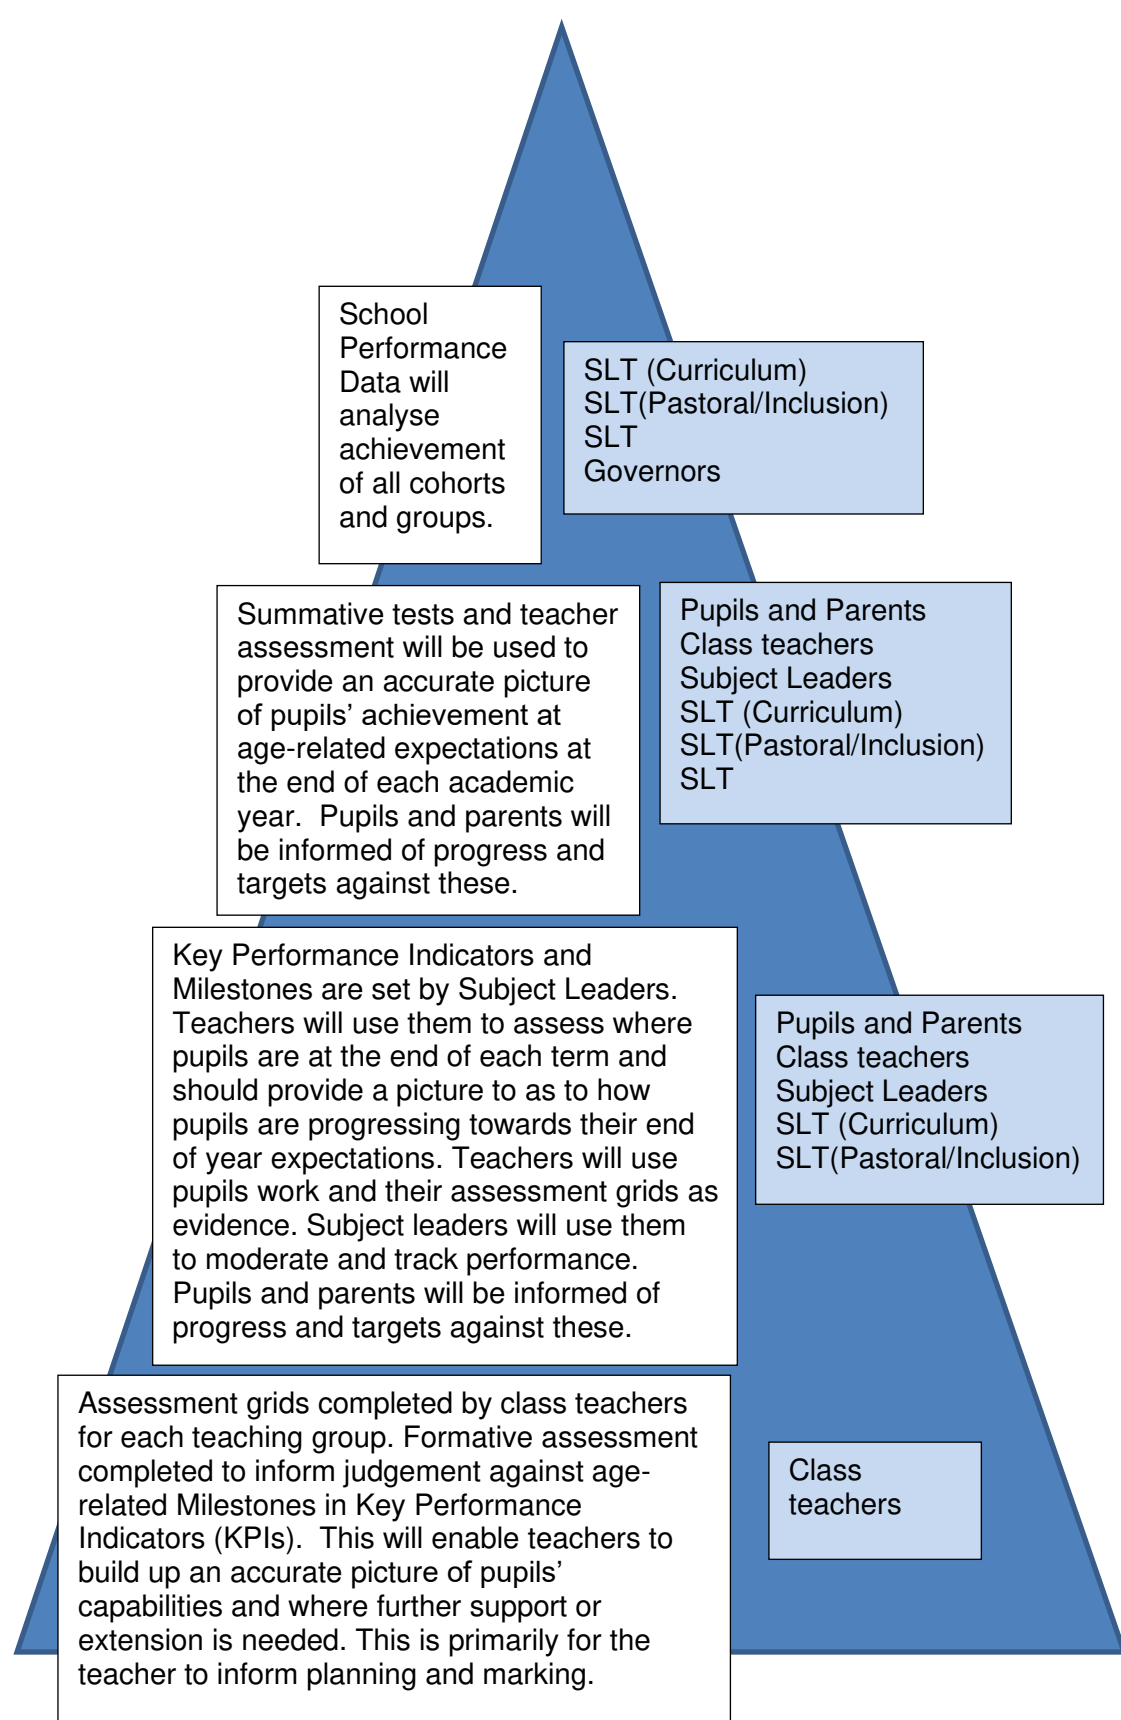 School
Performance
Data will
analyse
achievement
of all cohorts
and groups.
SLT (Curriculum)
SLT(Pastoral/Inclusion)
SLT
Governors
Summative tests and teacher
assessment will be used to
provide an accurate picture
of pupils’ achievement at
age-related expectations at
the end of each academic
year.  Pupils and parents will
be informed of progress and
targets against these.
Pupils and Parents
Class teachers
Subject Leaders
SLT (Curriculum)
SLT(Pastoral/Inclusion)
SLT
Key Performance Indicators and
Milestones are set by Subject Leaders.
Teachers will use them to assess where
pupils are at the end of each term and
should provide a picture to as to how
pupils are progressing towards their end
of year expectations. Teachers will use
pupils work and their assessment grids as
evidence. Subject leaders will use them
to moderate and track performance.
Pupils and parents will be informed of
progress and targets against these.
Pupils and Parents
Class teachers
Subject Leaders
SLT (Curriculum)
SLT(Pastoral/Inclusion)
Assessment grids completed by class teachers
for each teaching group. Formative assessment
completed to inform judgement against age-
related Milestones in Key Performance
Indicators (KPIs).  This will enable teachers to
build up an accurate picture of pupils’
capabilities and where further support or
extension is needed. This is primarily for the
teacher to inform planning and marking.
Class
teachers